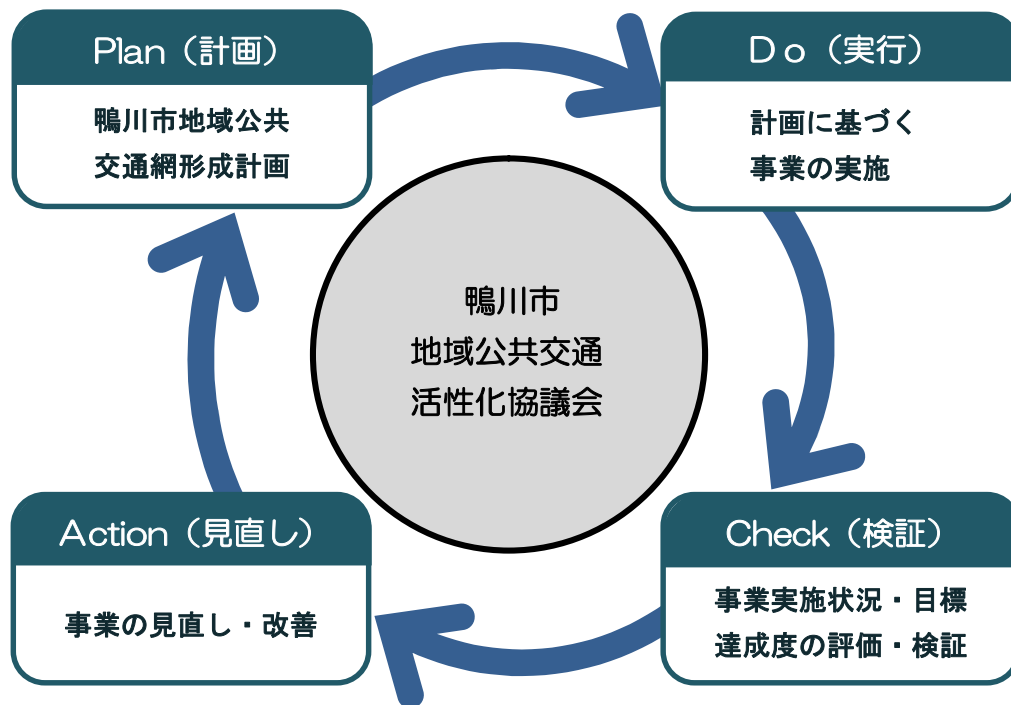 Plan（計画）
鴨川市地域公共
交通網形成計画
Ｄｏ（実行）
計画に基づく
事業の実施
鴨川市
地域公共交通
活性化協議会
Action（見直し）
事業の見直し・改善
Check（検証）
事業実施状況・目標
達成度の評価・検証